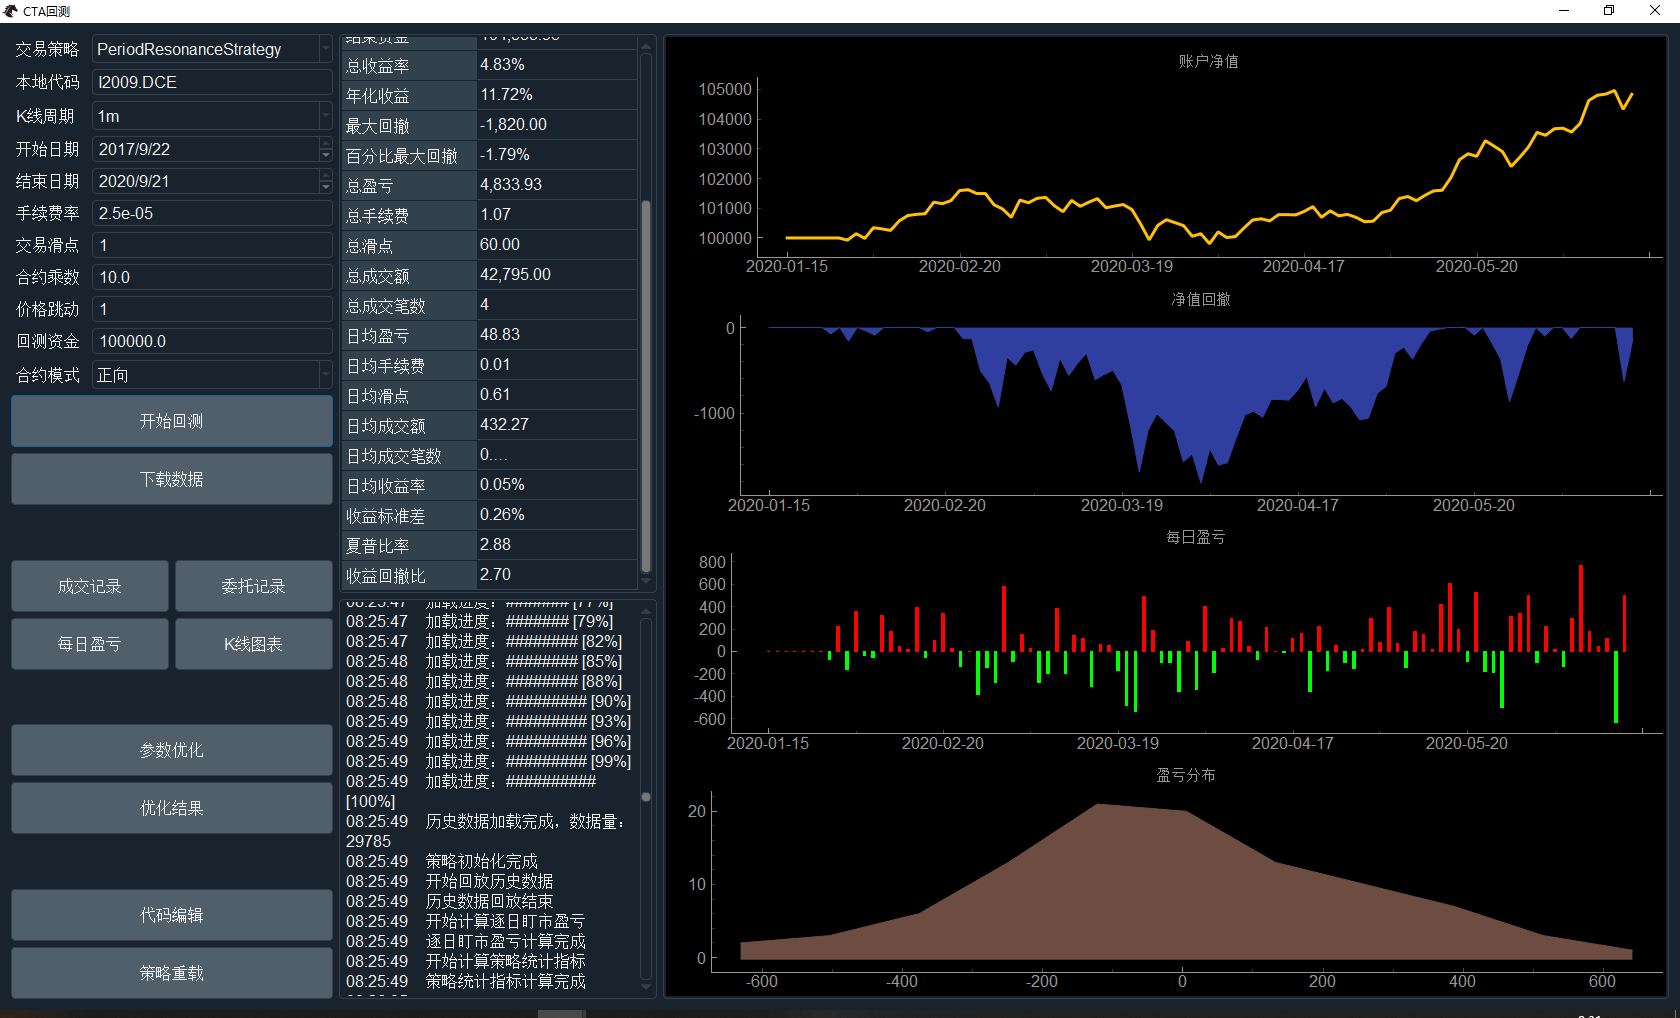 CTA回测
交易策略 PeriodResonanceStrategy
本地代码 I2009.DCE
K线周期 1m
开始日期 2017/9/22
结束日期 2020/9/21
手续费率 2.5e-05
交易滑点 1
合约乘数 10.0
价格跳动 1
回测资金 100000.0
合约模式 正向
开始回测
下载数据
成交记录 委托记录
每日盈亏 K线图表
参数优化
优化结果
代码编辑
策略重载
总收益率 4.83%
年化收益 11.72%
最大回撤 -1,820.00
百分比最大回撤 -1.79%
总盈亏 4,833.93
总手续费 1.07
总滑点 60.00
总成交额 42,795.00
总成交笔数 4
日均盈亏 48.83
日均手续费 0.01
日均滑点 0.61
日均成交额 432.27
日均成交笔数 0....
日均收益率 0.05%
收益标准差 0.26%
夏普比率 2.88
收益回撤比 2.70
08:25:47 加载进度：####### [77%]
08:25:47 加载进度：####### [79%]
08:25:47 加载进度：######## [82%]
08:25:48 加载进度：######## [85%]
08:25:48 加载进度：######## [88%]
08:25:48 加载进度：######### [90%]
08:25:49 加载进度：######### [93%]
08:25:49 加载进度：######### [96%]
08:25:49 加载进度：######### [99%]
08:25:49 加载进度：##########
[100%]
08:25:49 历史数据加载完成，数据量：
29785
08:25:49 策略初始化完成
08:25:49 开始回放历史数据
08:25:49 历史数据回放结束
08:25:49 开始计算逐日盯市盈亏
08:25:49 逐日盯市盈亏计算完成
08:25:49 开始计算策略统计指标
08:25:49 策略统计指标计算完成
账户净值
105000
104000
103000
102000
101000
100000
2020-01-15 2020-02-20 2020-03-19 2020-04-17 2020-05-20
净值回撤
0
-1000
2020-01-15 2020-02-20 2020-03-19 2020-04-17 2020-05-20
每日盈亏
800
600
400
200
0
-200
-400
-600
2020-01-15 2020-02-20 2020-03-19 2020-04-17 2020-05-20
盈亏分布
20
10
0
-600 -400 -200 0 200 400 600